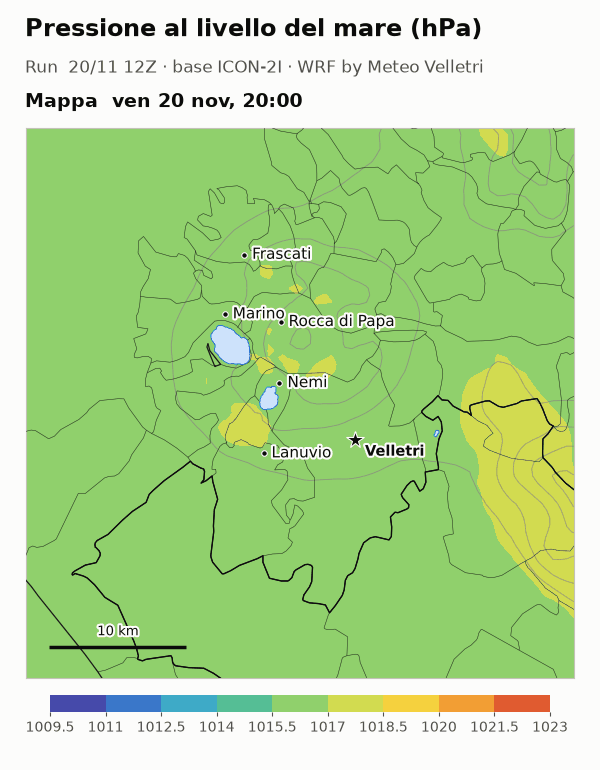 Pressione al livello del mare (hPa)
Run  20/11 12Z · base ICON-2I · WRF by Meteo Velletri
Mappa  ven 20 nov, 20:00
Frascati
Marino
Rocca di Papa
Nemi
Velletri
Lanuvio
10 km
1009.5 1011 1012.5 1014 1015.5 1017 1018.5 1020 1021.5 1023